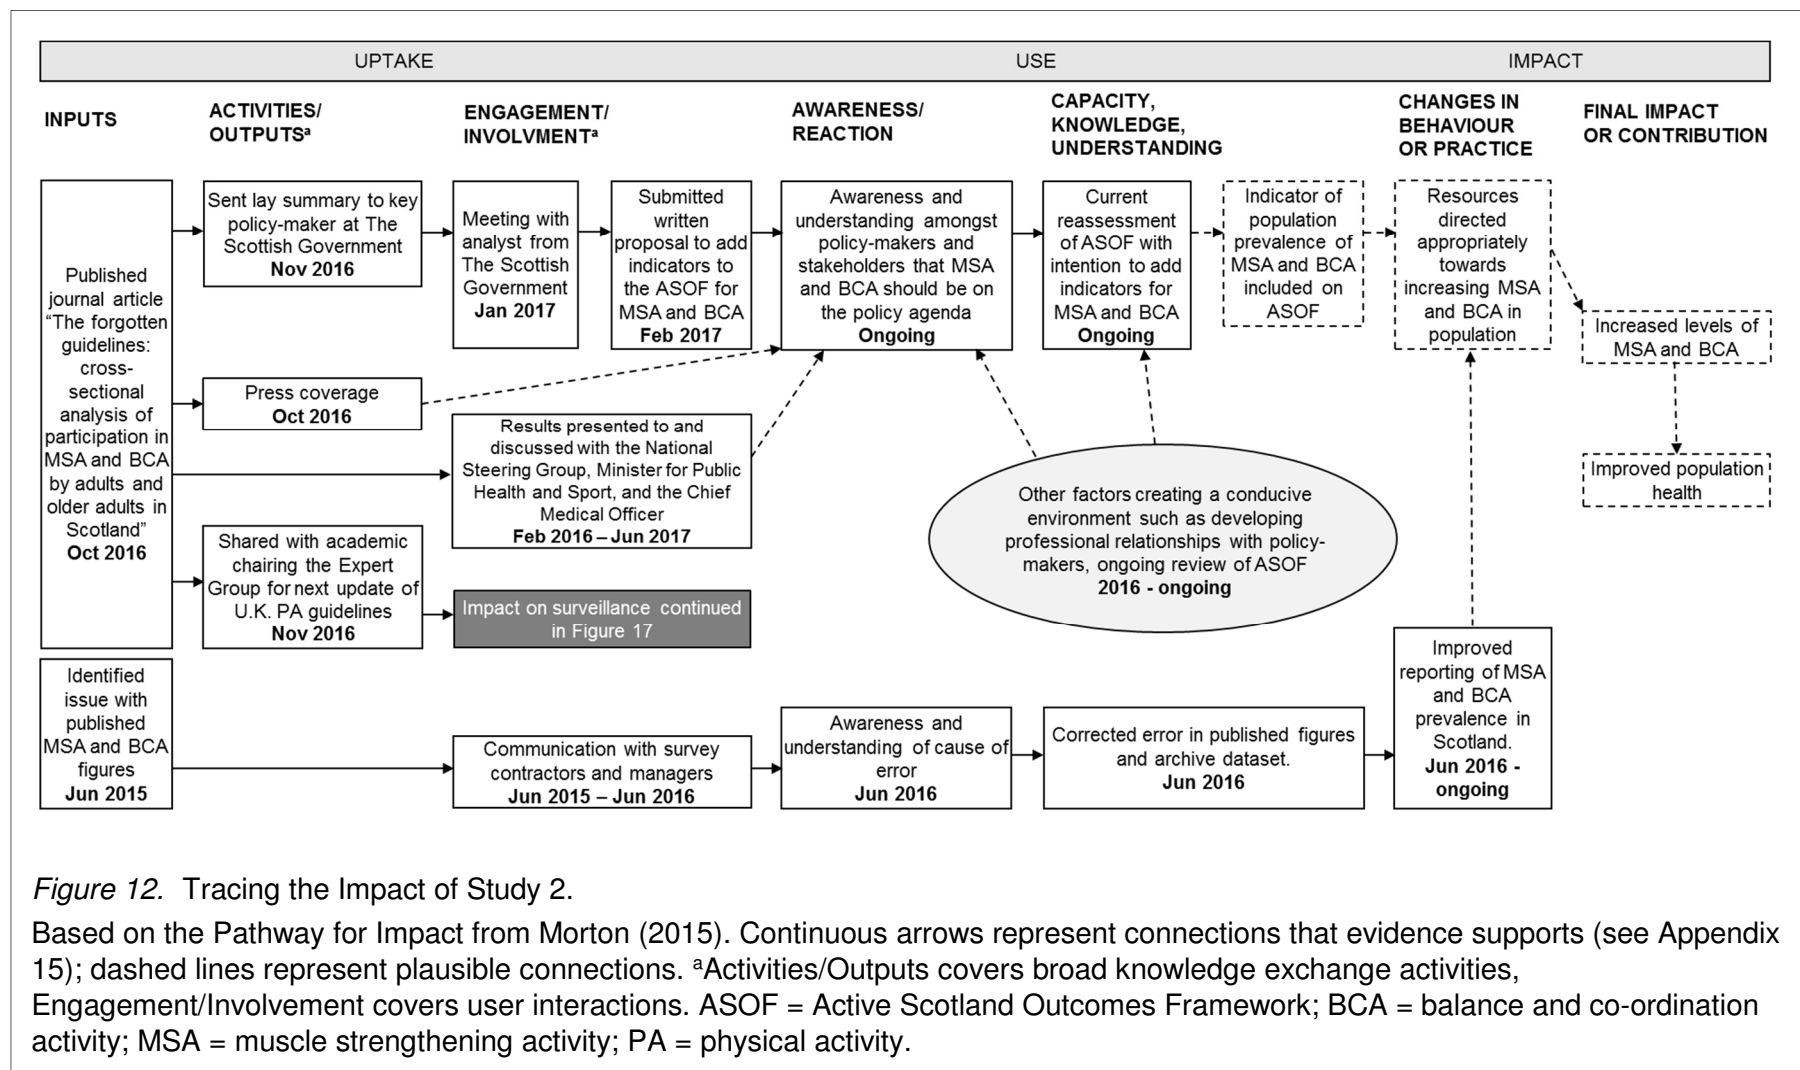 UPTAKE
USE
IMPACT
INPUTS
ACTIVITIES/
OUTPUTSª
ENGAGEMENT/
INVOLVMENTª
AWARENESS/
REACTION
CAPACITY,
KNOWLEDGE,
UNDERSTANDING
CHANGES IN
BEHAVIOUR
OR PRACTICE
FINAL IMPACT
OR CONTRIBUTION
Published
journal article
“The forgotten
guidelines:
cross-
sectional
analysis of
participation in
MSA and BCA
by adults and
older adults in
Scotland”
Oct 2016
Sent lay summary to key
policy-maker at The
Scottish Government
Nov 2016
Meeting with
analyst from
The Scottish
Government
Jan 2017
Submitted
written
proposal to add
indicators to
the ASOF for
MSA and BCA
Feb 2017
Awareness and
understanding amongst
policy-makers and
stakeholders that MSA
and BCA should be on
the policy agenda
Ongoing
Current
reassessment
of ASOF with
intention to add
indicators for
MSA and BCA
Ongoing
Indicator of
population
prevalence of
MSA and BCA
included on
ASOF
Resources
directed
appropriately
towards
increasing MSA
and BCA in
population
Increased levels of
MSA and BCA
Improved population
health
Press coverage
Oct 2016
Results presented to and
discussed with the National
Steering Group, Minister for Public
Health and Sport, and the Chief
Medical Officer
Feb 2016 – Jun 2017
Shared with academic
chairing the Expert
Group for next update of
U.K. PA guidelines
Nov 2016
Impact on surveillance continued
in Figure 17
Other factors creating a conducive
environment such as developing
professional relationships with policy-
makers, ongoing review of ASOF
2016 - ongoing
Identified
issue with
published
MSA and BCA
figures
Jun 2015
Communication with survey
contractors and managers
Jun 2015 – Jun 2016
Awareness and
understanding of cause of
error
Jun 2016
Corrected error in published figures
and archive dataset.
Jun 2016
Improved
reporting of MSA
and BCA
prevalence in
Scotland.
Jun 2016 -
ongoing
Figure 12. Tracing the Impact of Study 2.
Based on the Pathway for Impact from Morton (2015). Continuous arrows represent connections that evidence supports (see Appendix
15); dashed lines represent plausible connections. ªActivities/Outputs covers broad knowledge exchange activities,
Engagement/Involvement covers user interactions. ASOF = Active Scotland Outcomes Framework; BCA = balance and co-ordination
activity; MSA = muscle strengthening activity; PA = physical activity.